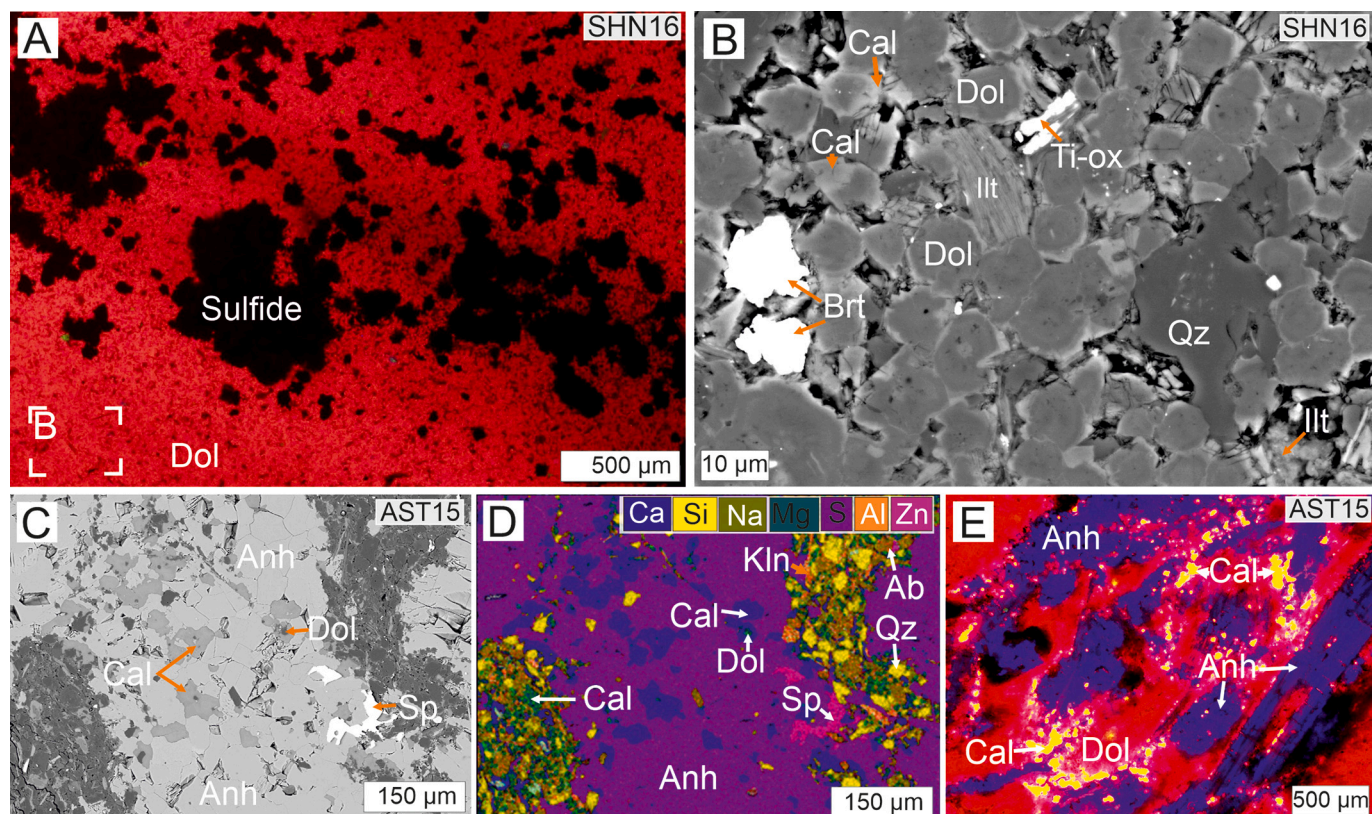 A
SHN16
Sulfide
B
Dol
500 µm
B
SHN16
Cal
Dol
Cal
Ti-ox
Ilt
Dol
Brt
Qz
Ilt
10 µm
C
AST15
Anh
Dol
Cal
Sp
Anh
150 µm
D
Ca Si Na Mg S Al Zn
Kln
Ab
Cal
Qz
Dol
Cal
Sp
Anh
150 µm
E
AST15
Anh
Cal
Anh
Cal
Dol
500 µm